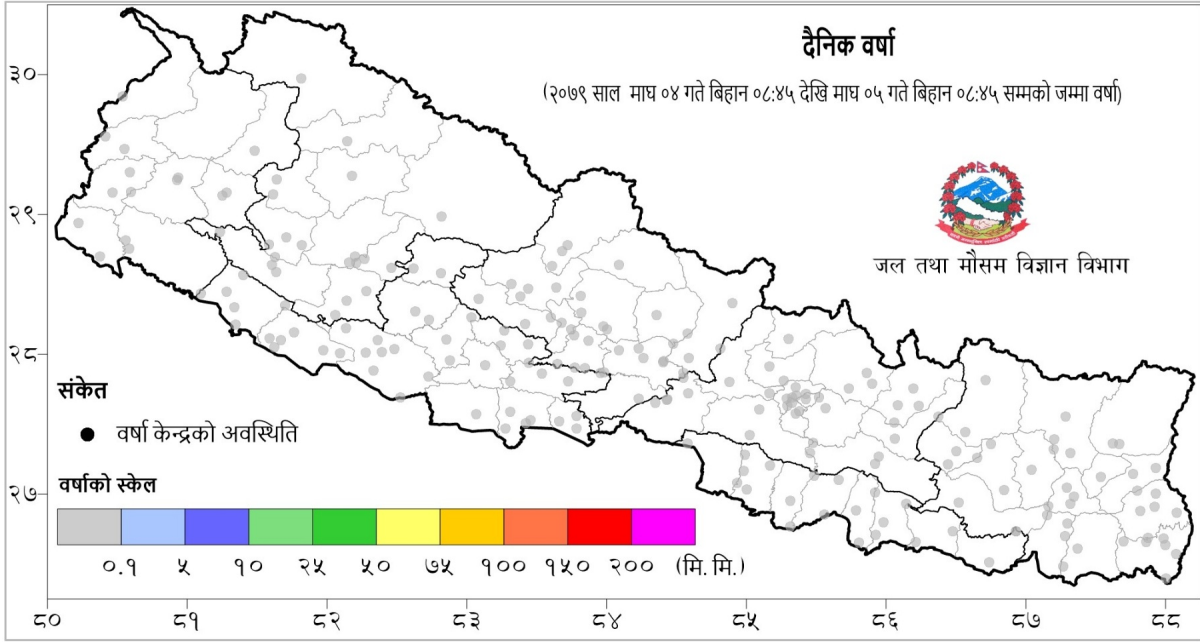 दैनिक वर्षा
(२०७९ साल माघ ०४ गते बिहान ०८:४५ देखि माघ ०५ गते बिहान ०८:४५ सम्मको जम्मा वर्षा)
जल तथा मौसम विज्ञान विभाग
३०
२९
२८
२७
संकेत
वर्षा केन्द्रको अवस्थिति
वर्षाको स्केल
०.१ ५ १० २५ ५० ७५ १०० १५० २०० (मि. मि.)
८० ८१ ८२ ८३ ८४ ८५ ८६ ८७ ८८